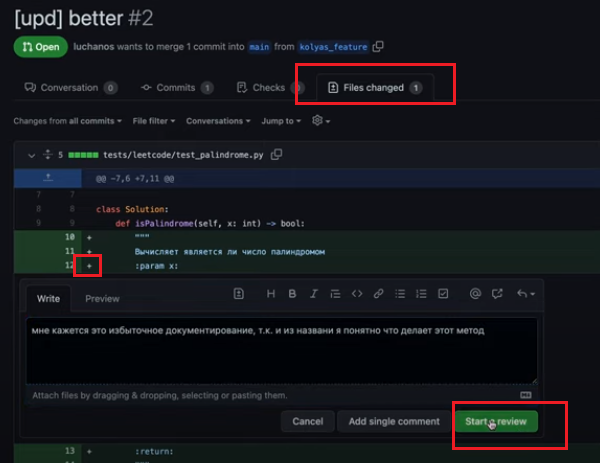 [upd] better #2
Open luchanos wants to merge 1 commit into main from kolyas_feature
Conversation 0 Commits 1 Checks Files changed 1
Changes from all commits File filter Conversations Jump to
5 tests/leetcode/test_palindrome.py
@@ -7,6 +7,11 @@
7 7
8 8 class Solution:
9 9 def isPalindrome(self, x: int) -> bool:
10 + """
11 + Вычисляет является ли число палиндромом
12 + :param x:
Write Preview
мне кажется это избыточное документирование, т.к. и из названи я понятно что делает этот метод
Attach files by dragging & dropping, selecting or pasting them.
Cancel Add single comment Start a review
13 + :return:
14 + """